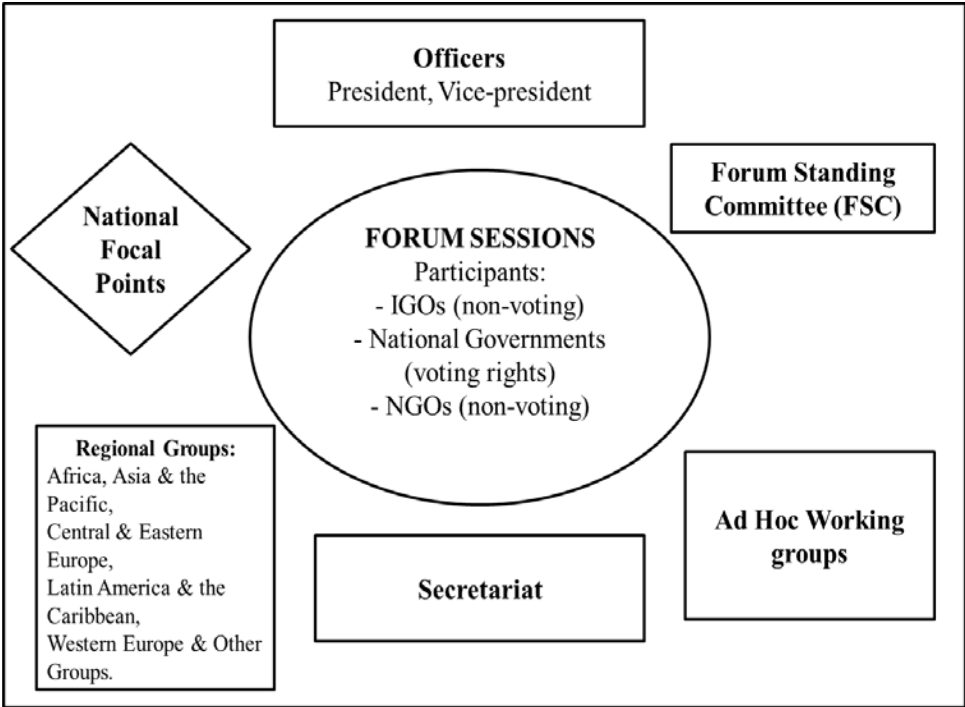 Officers
President, Vice-president
Forum Standing
Committee (FSC)
National
Focal
Points
FORUM SESSIONS
Participants:
- IGOs (non-voting)
- National Governments
(voting rights)
- NGOs (non-voting)
Regional Groups:
Africa, Asia & the
Pacific,
Central & Eastern
Europe,
Latin America & the
Caribbean,
Western Europe & Other
Groups.
Secretariat
Ad Hoc Working
groups